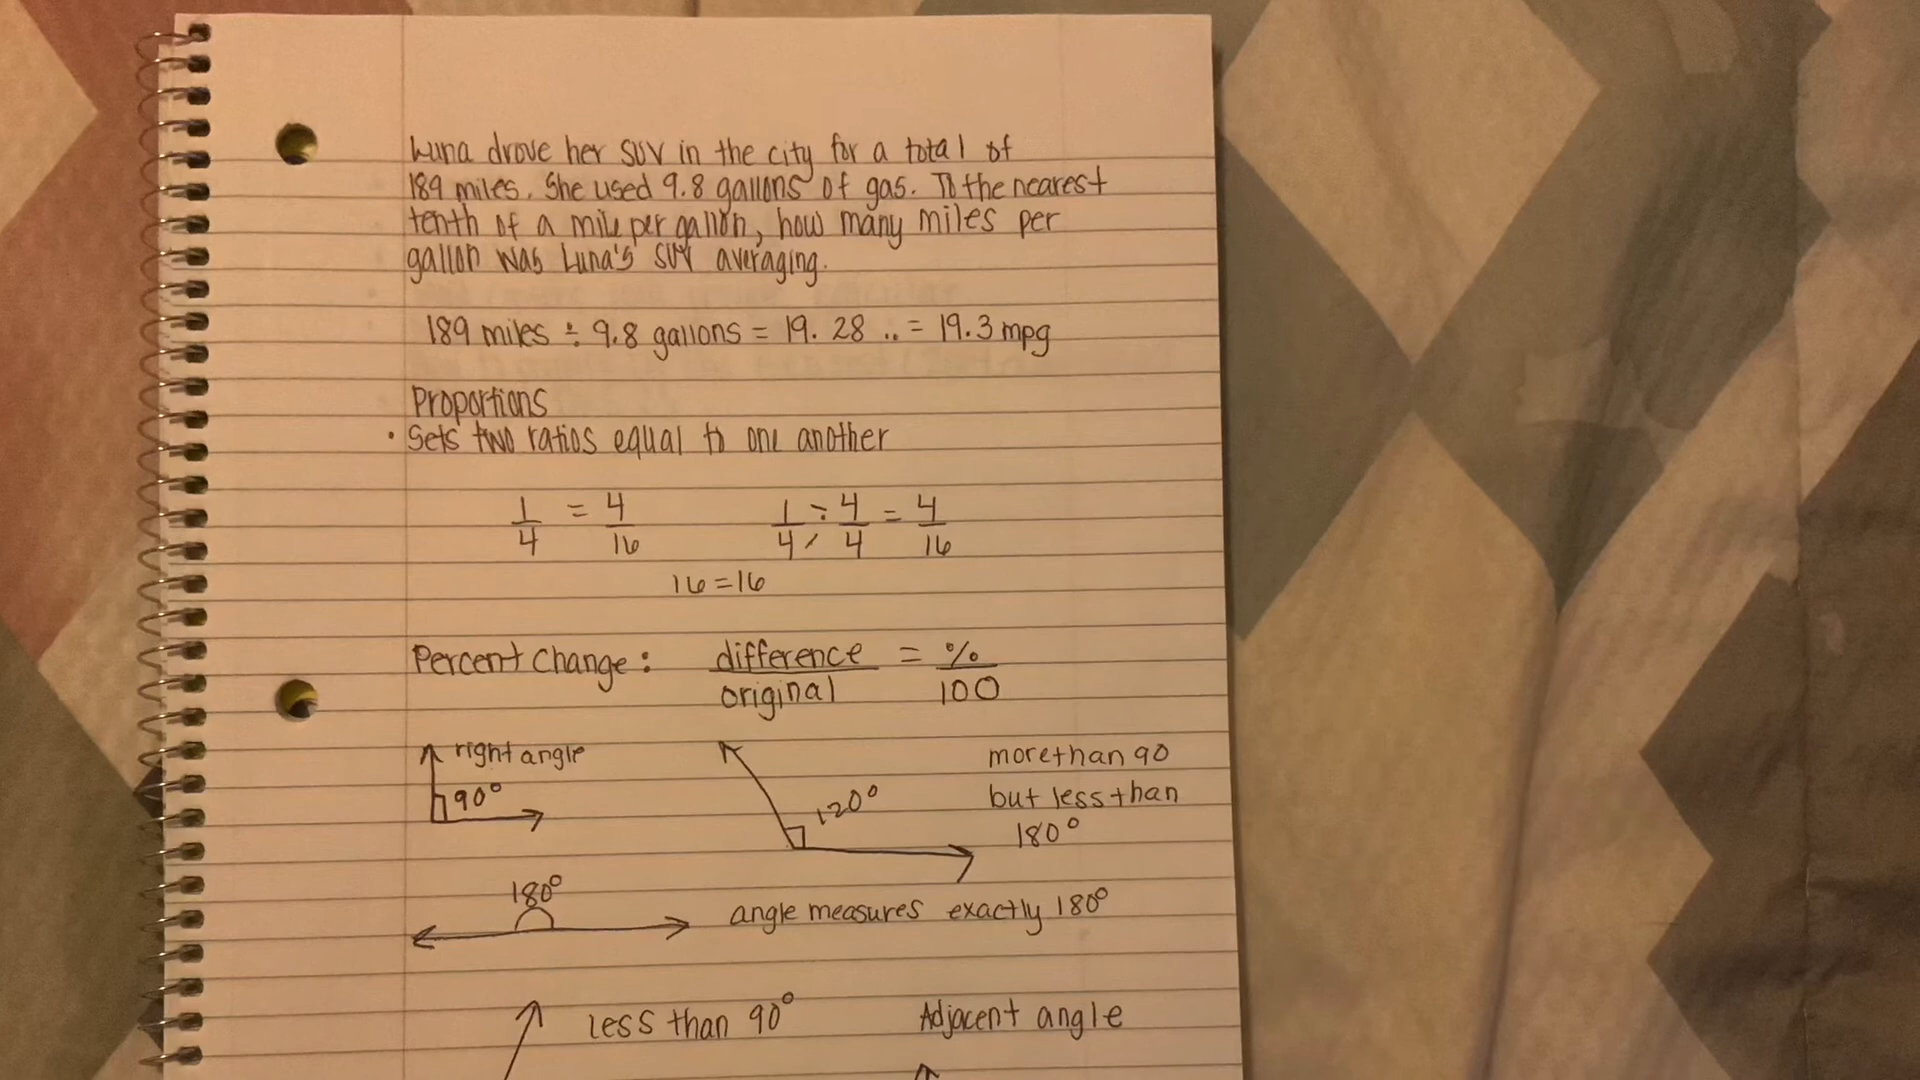 Luna drove her SUV in the city for a total of
189 miles. She used 9.8 gallons of gas. To the nearest
tenth of a mile per gallon, how many miles per
gallon was Luna's SUV averaging.
189 miles ÷ 9.8 gallons = 19.28 .. = 19.3 mpg
Proportions
• Sets two ratios equal to one another
1/4 = 4/16    1/4 ÷ 4/4 = 4/16
16 = 16
Percent Change: difference/original = %/100
right angle
90°
120°
more than 90
but less than
180°
180°
angle measures exactly 180°
less than 90°
Adjacent angle